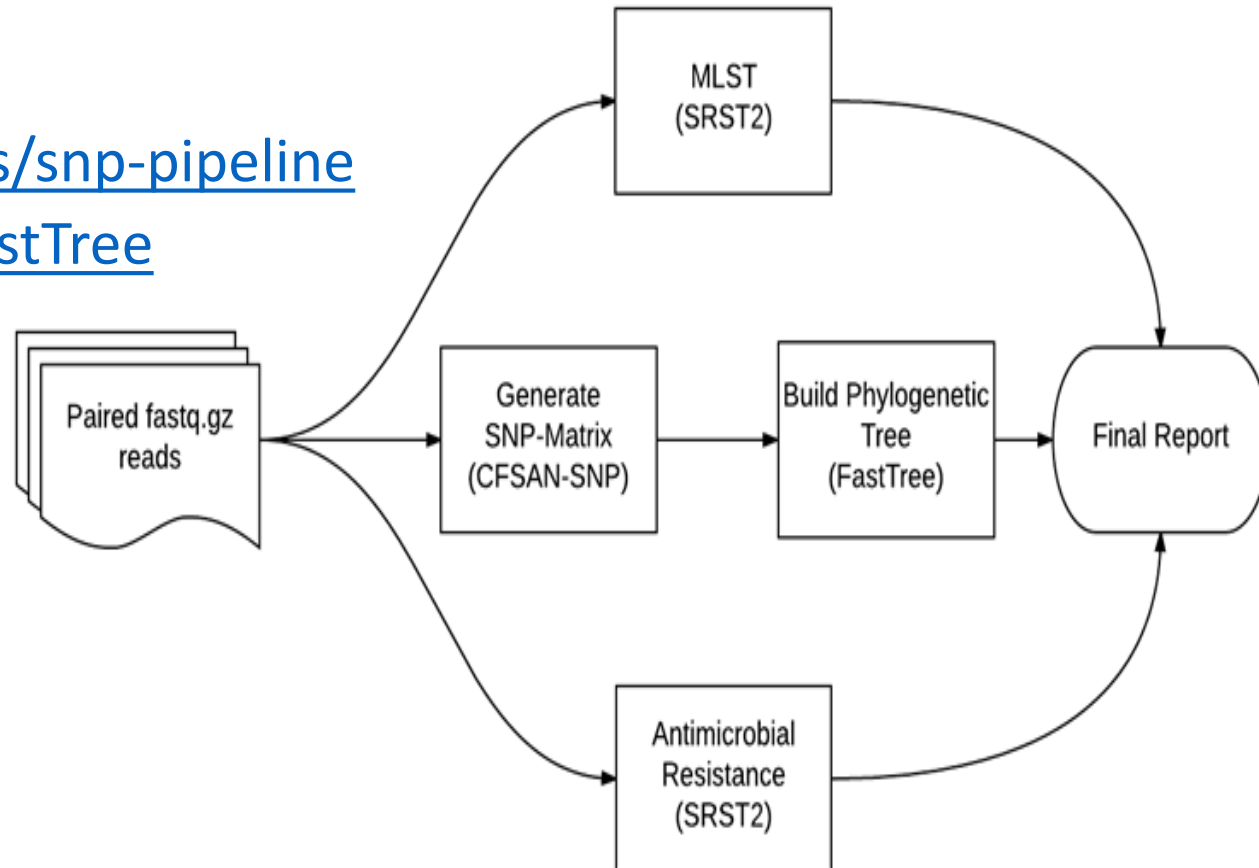 s/snp-pipeline
stTree
MLST
(SRST2)
Paired fastq.gz
reads
Generate
SNP-Matrix
(CFSAN-SNP)
Build Phylogenetic
Tree
(FastTree)
Final Report
Antimicrobial
Resistance
(SRST2)